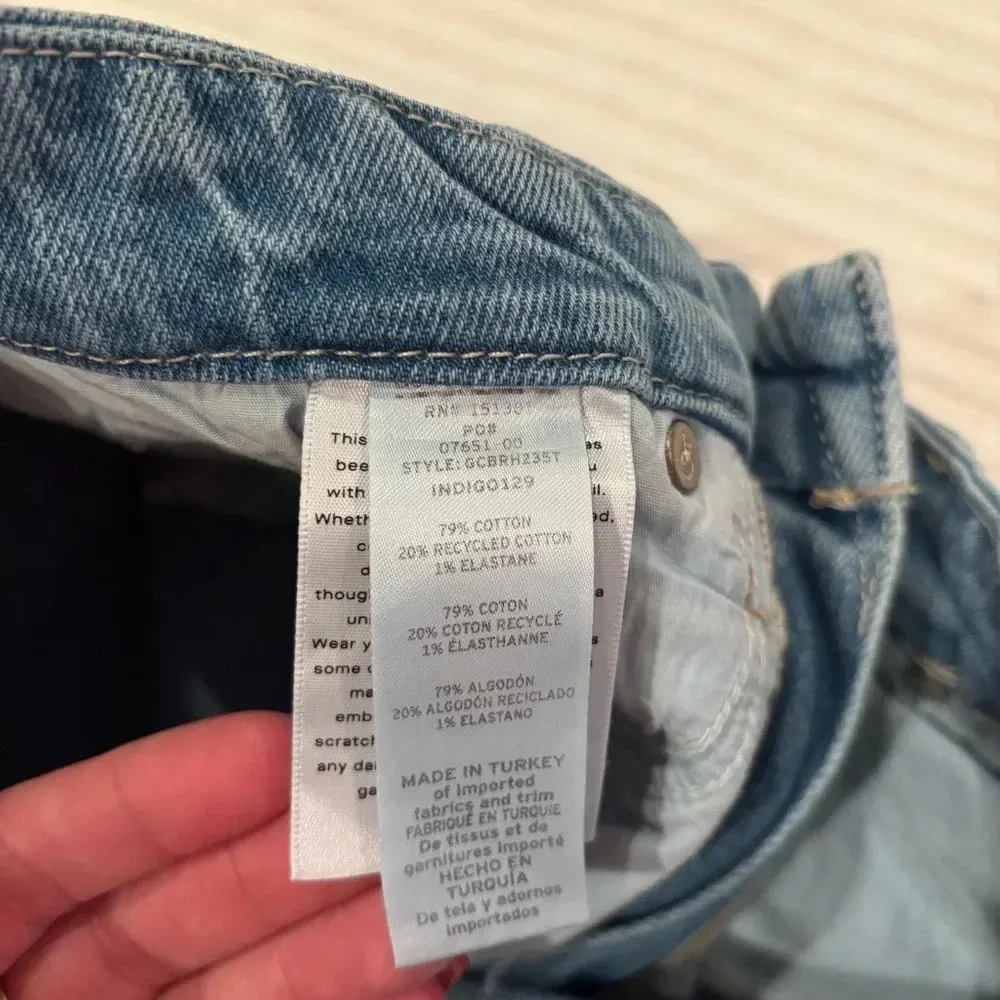 RN# 15130
PO#
07651-00
STYLE: GCBRH235T
INDIGO129
79% COTTON
20% RECYCLED COTTON
1% ELASTANE
79% COTON
20% COTON RECYCLÉ
1% ÉLASTHANNE
79% ALGODÓN
20% ALGODÓN RECICLADO
1% ELASTANO
MADE IN TURKEY
of imported
fabrics and trim
FABRIQUÉ EN TURQUIE
De tissus et de
garnitures importé
HECHO EN
TURQUÍA
De tela y adornos
importados
This
bee
with
Wheth
thoug
un
Wear y
some
ma
emb
scratch
any da
ga